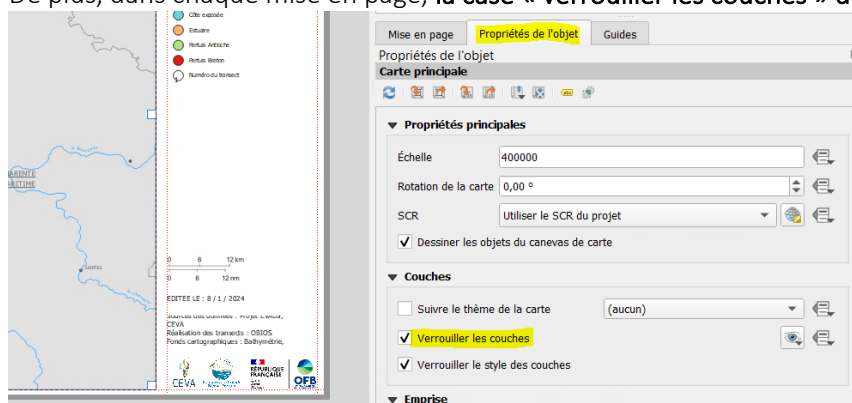 De plus, dans chaque mise en page, la case « verrouiller les couches » d
Côte exposée
Estuaire
Pertuis Antioche
Pertuis Breton
Numéro du transect
la Boutonne
ARENTE
ARITIME
SAINTES
0 6 12 km
0 6 12 nm
EDITEE LE : 8 / 1 / 2024
CEVA
Réalisation des transects : OBIOS
Fonds cartographiques : Bathymétrie,
CEVA
RÉPUBLIQUE
FRANÇAISE
OFB
Mise en page
Propriétés de l'objet
Guides
Propriétés de l'objet
Carte principale
abc
Propriétés principales
Échelle
400000
Rotation de la carte
0,00 °
SCR
Utiliser le SCR du projet
Dessiner les objets du canevas de carte
Couches
Suivre le thème de la carte
(aucun)
Verrouiller les couches
Verrouiller le style des couches
Emprise